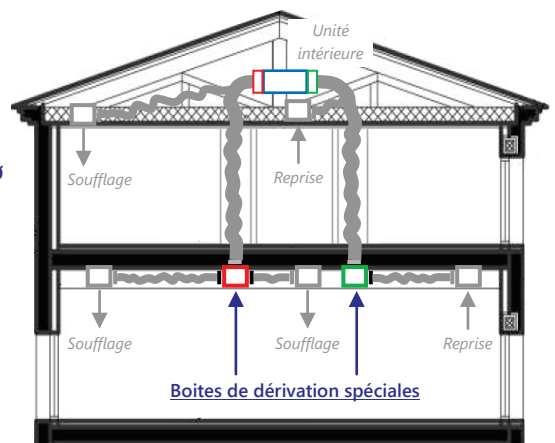 Unité
intérieure
Soufflage
Reprise
Soufflage
Soufflage
Reprise
Boites de dérivation spéciales